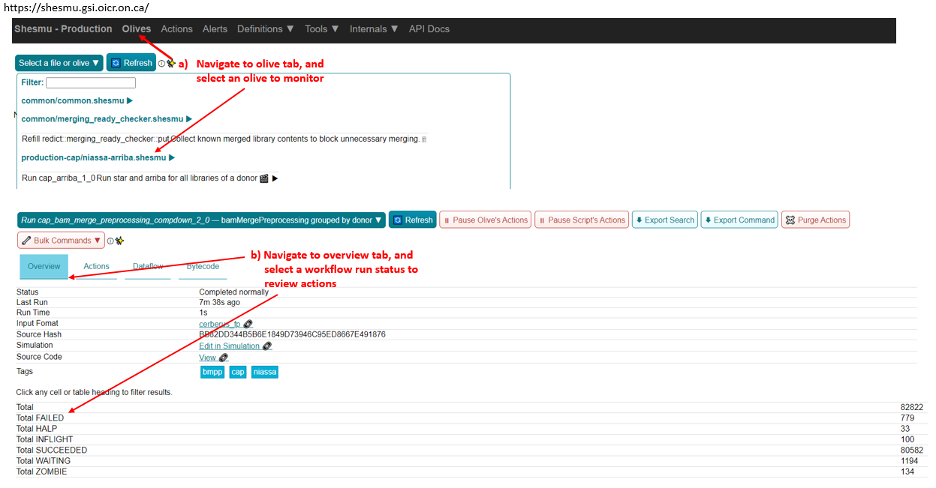 https://shesmu.gsi.oicr.on.ca/
Shesmu - Production Olives Actions Alerts Definitions ▼ Tools ▼ Internals ▼ API Docs
Select a file or olive ▼ Refresh a) Navigate to olive tab, and
select an olive to monitor
Filter:
common/common.shesmu ▶
common/merging_ready_checker.shesmu ▶
Refill redict::merging_ready_checker::put Collect known merged library contents to block unnecessary merging.
production-cap/niassa-arriba.shesmu ▶
Run cap_arriba_1_0 Run star and arriba for all libraries of a donor ▶
Run cap_bam_merge_preprocessing_compdown_2_0 — bamMergePreprocessing grouped by donor ▼ Refresh Pause Olive's Actions Pause Script's Actions Export Search Export Command Purge Actions
Bulk Commands ▼
b) Navigate to overview tab, and
select a workflow run status to
review actions
Overview Actions Dataflow Bytecode
Status Completed normally
Last Run 7m 38s ago
Run Time 1s
Input Fomat cerberus_fp
Source Hash BB62DD344B5B6E1849D73946C95ED8667E491876
Simulation Edit in Simulation
Source Code View
Tags bmpp cap niassa
Click any cell or table heading to filter results.
Total 82822
Total FAILED 779
Total HALP 33
Total INFLIGHT 100
Total SUCCEEDED 80582
Total WAITING 1194
Total ZOMBIE 134